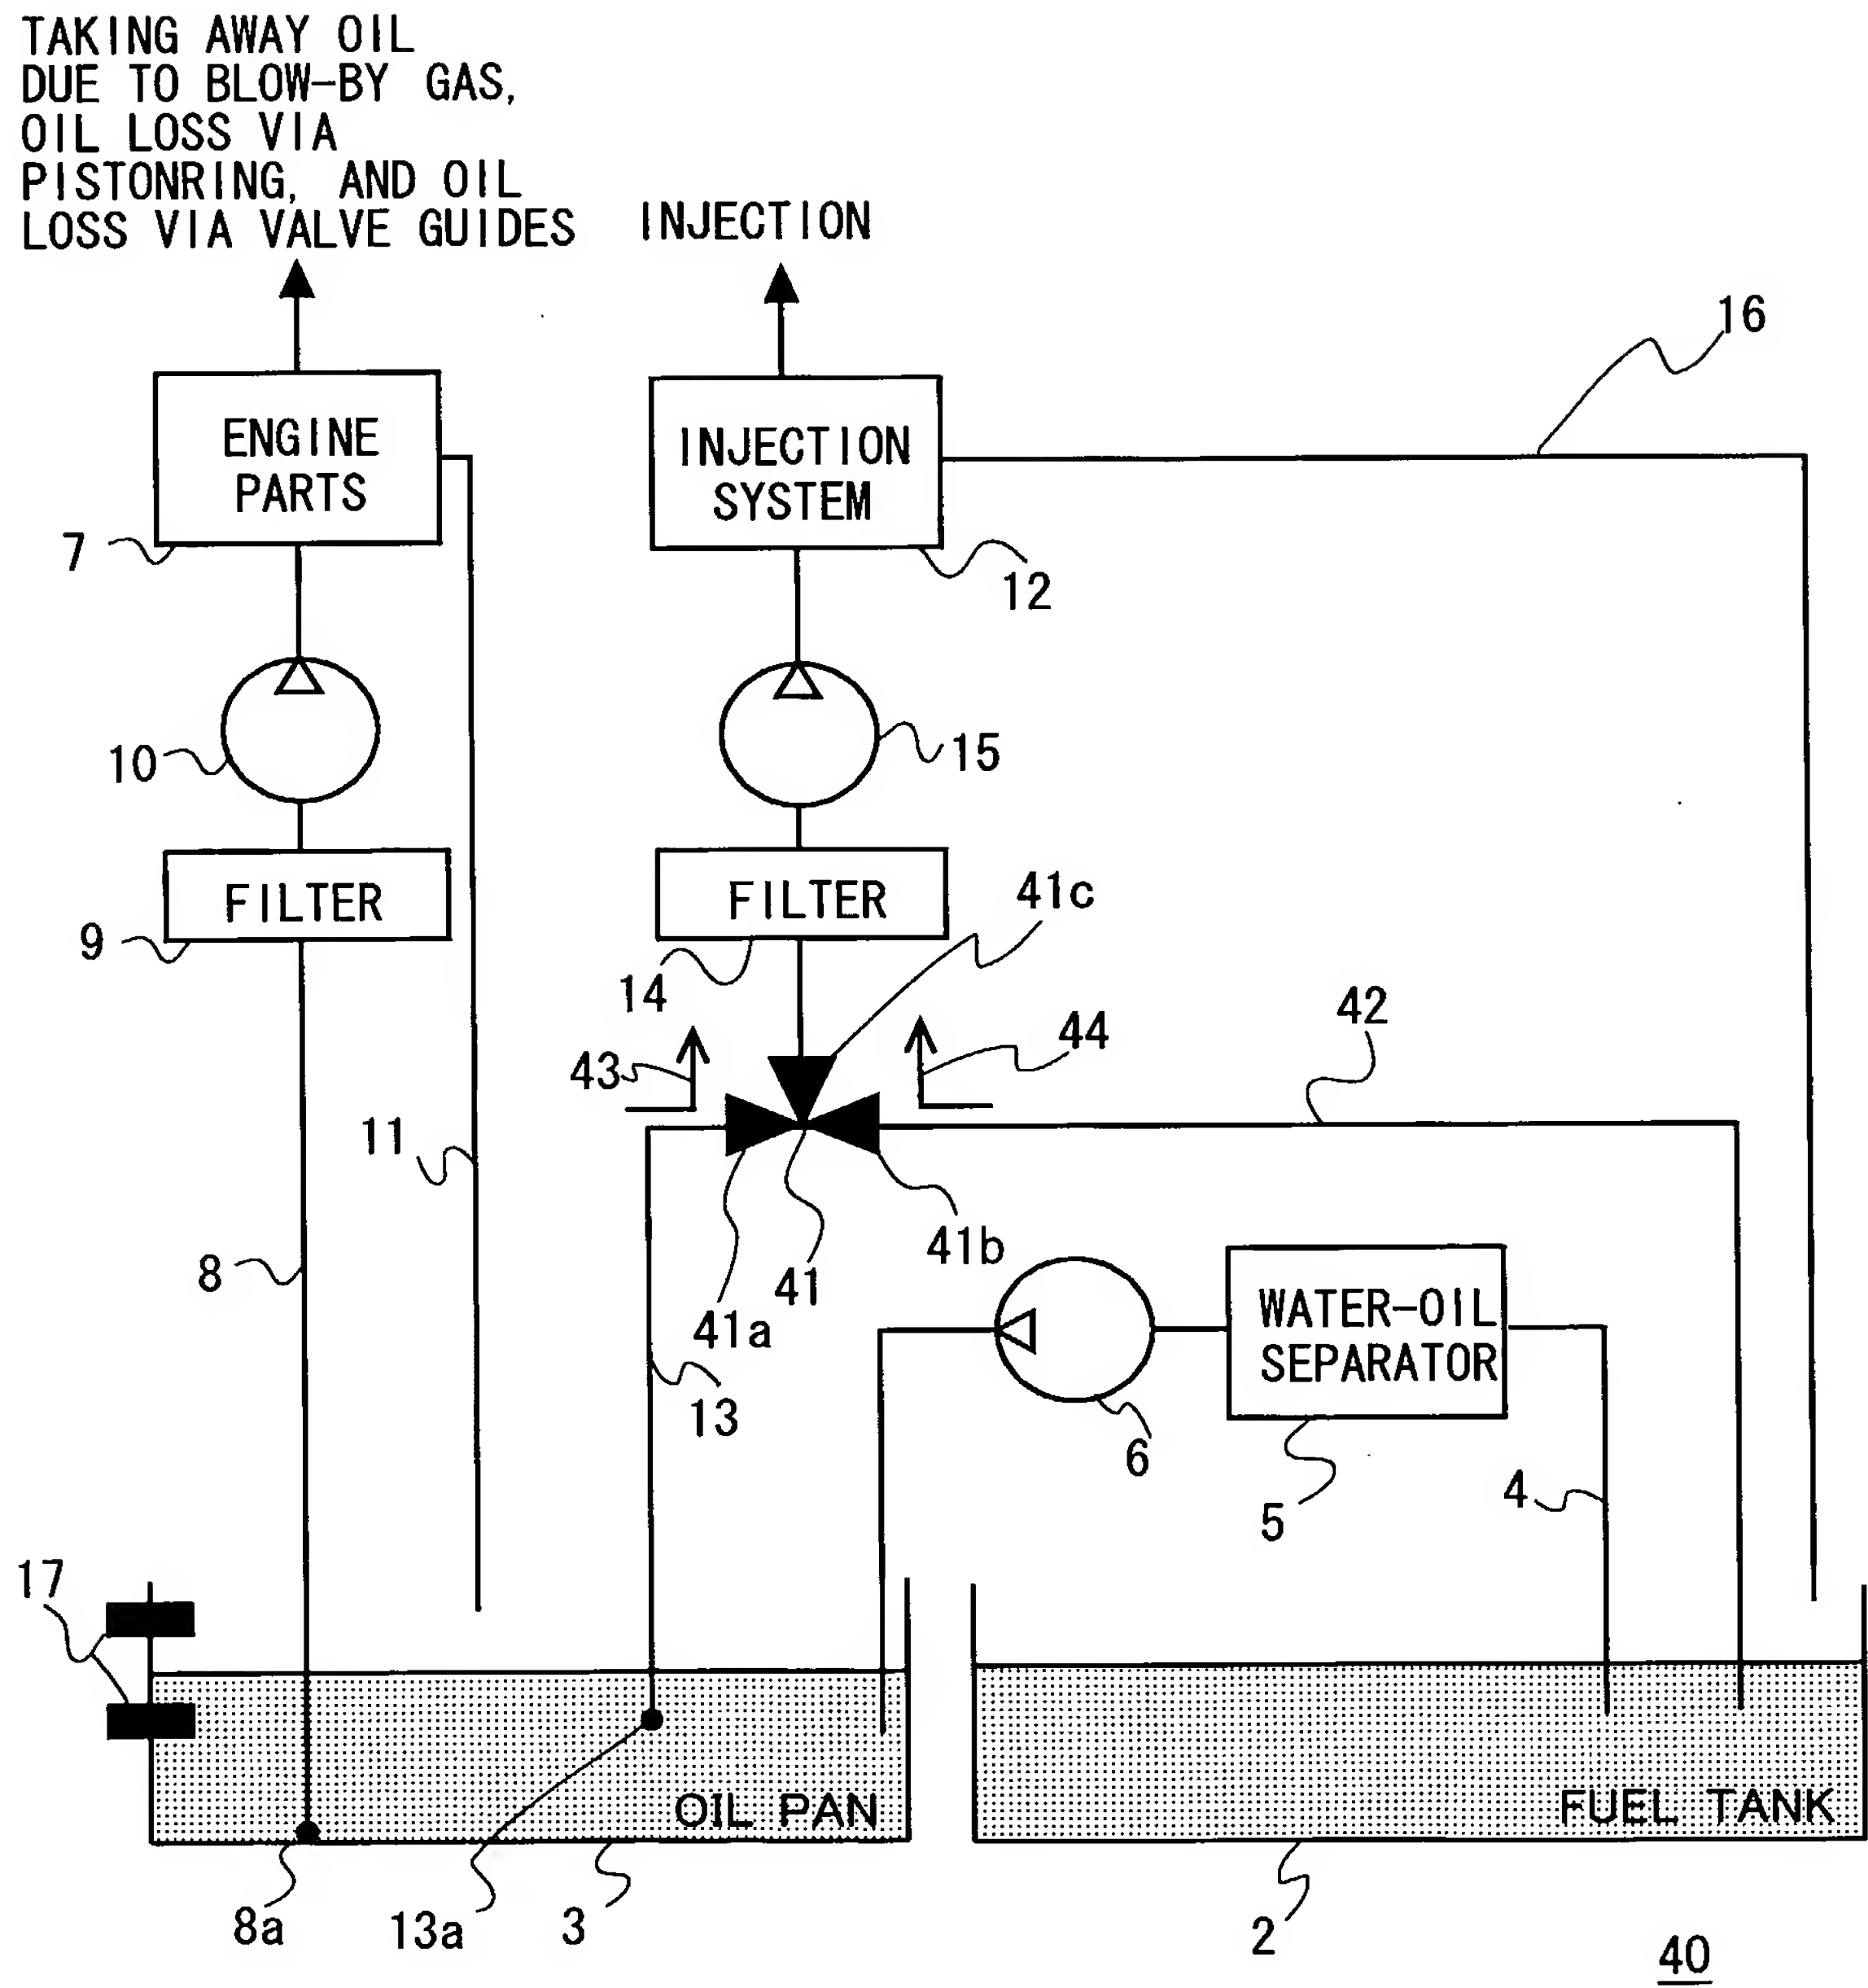 TAKING AWAY OIL
DUE TO BLOW-BY GAS,
OIL LOSS VIA
PISTONRING, AND OIL
LOSS VIA VALVE GUIDES
INJECTION
16
ENGINE
PARTS
INJECTION
SYSTEM
7
12
10
15
FILTER
FILTER
41c
9
14
42
43
44
11
8
41b
41
41a
WATER-OIL
SEPARATOR
13
6
5
4
17
OIL PAN
FUEL TANK
8a
13a
3
2
40